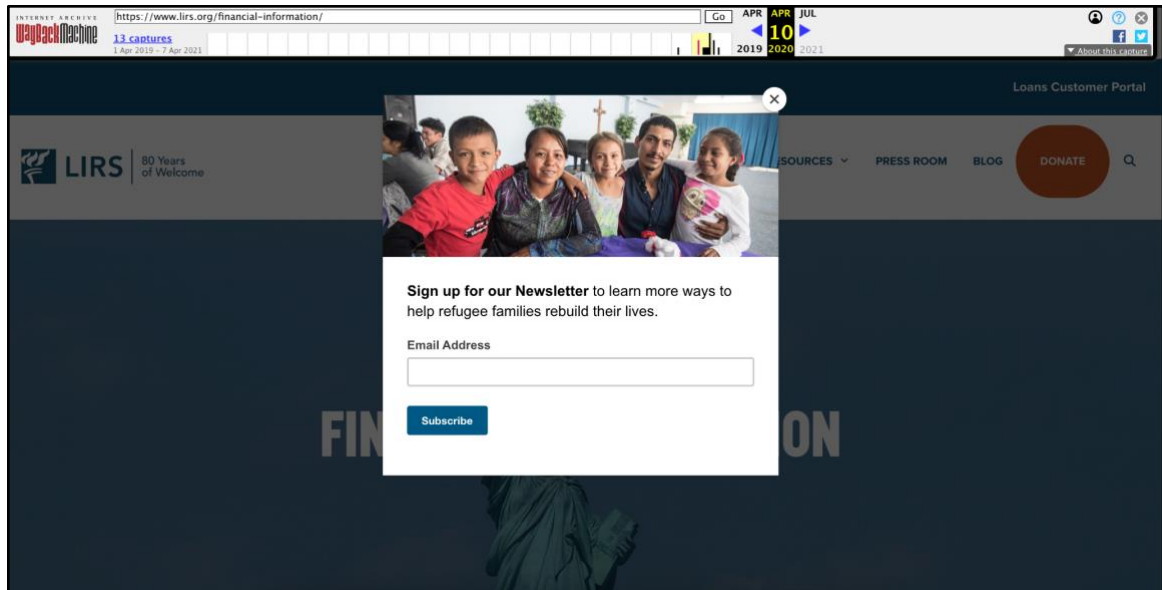 INTERNET ARCHIVE
WayBackMachine
https://www.lirs.org/financial-information/
Go
APR APR JUL
13 captures
10
1 Apr 2019 – 7 Apr 2021
2019 2020 2021
▼ About this capture
Loans Customer Portal
LIRS
80 Years
of Welcome
SOURCES
PRESS ROOM
BLOG
DONATE
Sign up for our Newsletter to learn more ways to
help refugee families rebuild their lives.
Email Address
Subscribe
FIN ON